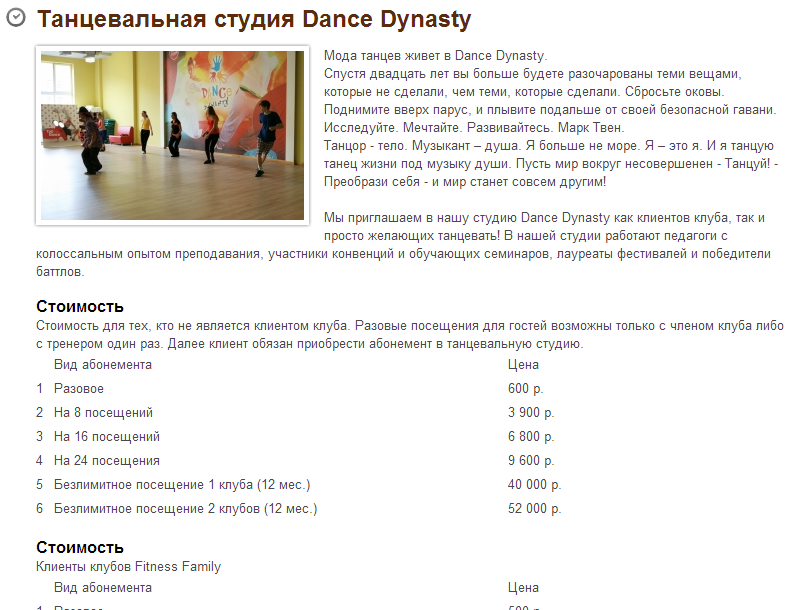 Танцевальная студия Dance Dynasty
Мода танцев живет в Dance Dynasty.
Спустя двадцать лет вы больше будете разочарованы теми вещами,
которые не сделали, чем теми, которые сделали. Сбросьте оковы.
Поднимите вверх парус, и плывите подальше от своей безопасной гавани.
Исследуйте. Мечтайте. Развивайтесь. Марк Твен.
Танцор - тело. Музыкант – душа. Я больше не море. Я – это я. И я танцую
танец жизни под музыку души. Пусть мир вокруг несовершенен - Танцуй! -
Преобрази себя - и мир станет совсем другим!
Мы приглашаем в нашу студию Dance Dynasty как клиентов клуба, так и
просто желающих танцевать! В нашей студии работают педагоги с
колоссальным опытом преподавания, участники конвенций и обучающих семинаров, лауреаты фестивалей и победители
баттлов.
Стоимость
Стоимость для тех, кто не является клиентом клуба. Разовые посещения для гостей возможны только с членом клуба либо
с тренером один раз. Далее клиент обязан приобрести абонемент в танцевальную студию.
Вид абонемента Цена
1 Разовое 600 р.
2 На 8 посещений 3 900 р.
3 На 16 посещений 6 800 р.
4 На 24 посещения 9 600 р.
5 Безлимитное посещение 1 клуба (12 мес.) 40 000 р.
6 Безлимитное посещение 2 клубов (12 мес.) 52 000 р.
Стоимость
Клиенты клубов Fitness Family
Вид абонемента Цена
1 Разовое 500 р.